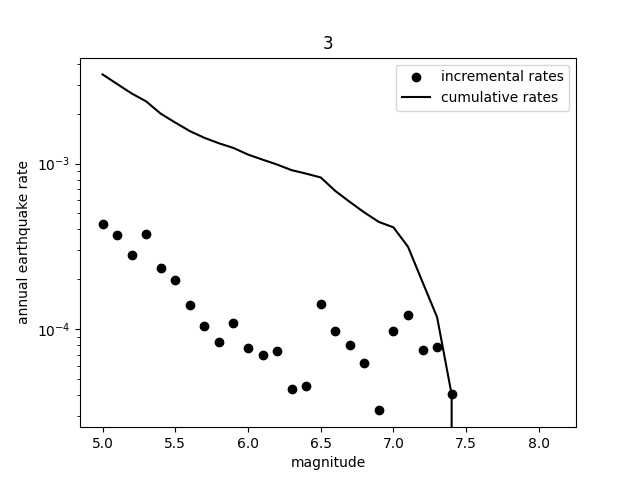 3
incremental rates
cumulative rates
annual earthquake rate
10⁻³
10⁻⁴
5.0 5.5 6.0 6.5 7.0 7.5 8.0
magnitude